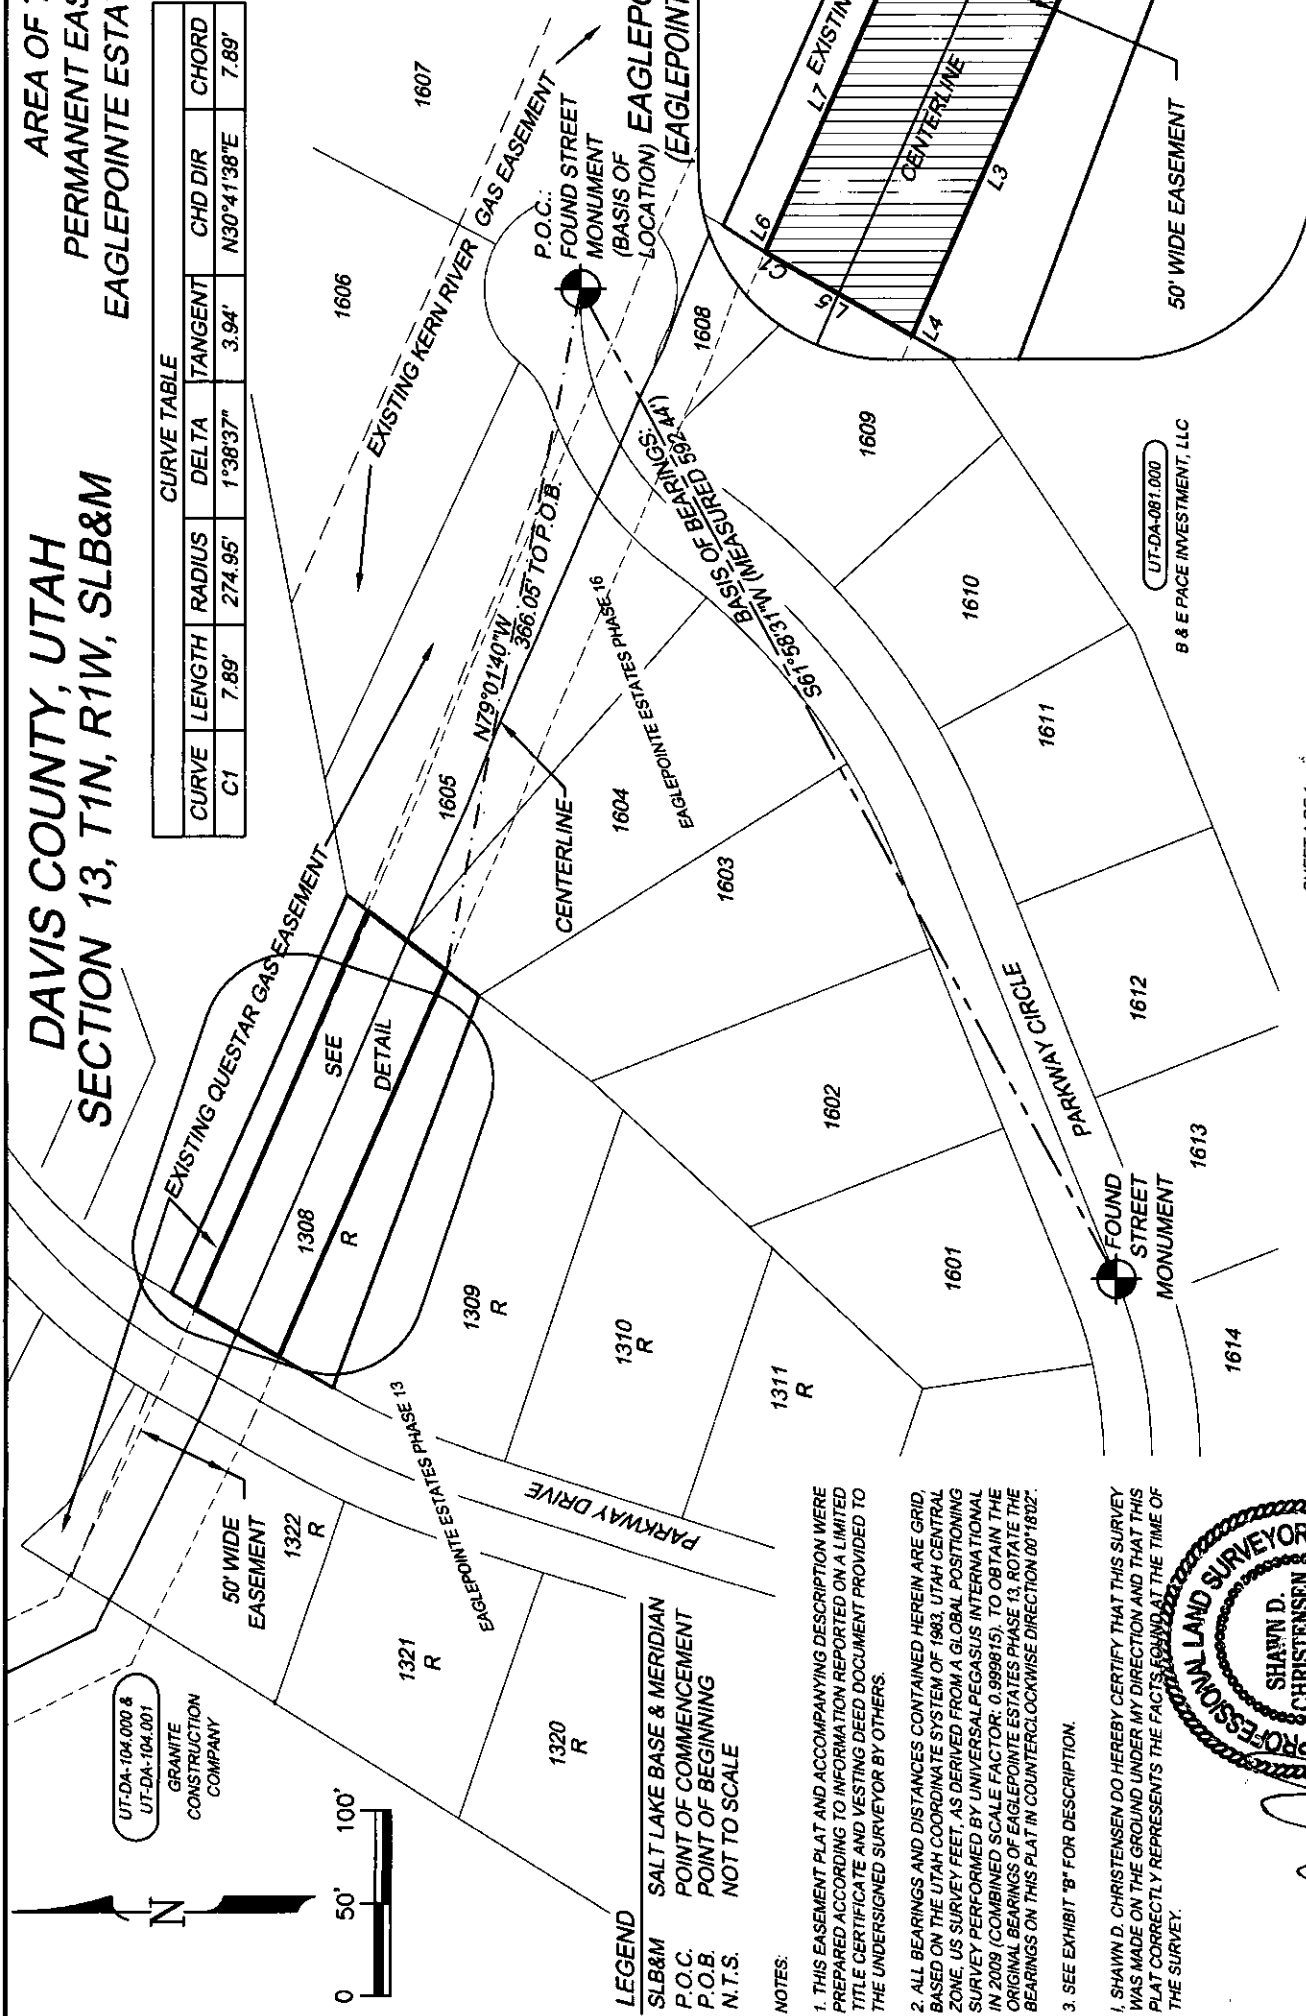 DAVIS COUNTY, UTAH
SECTION 13, T1N, R1W, SLB&M
AREA OF
PERMANENT EAS
EAGLEPOINTE ESTA
CURVE TABLE
CURVE LENGTH RADIUS DELTA TANGENT CHD DIR CHORD
C1 7.89' 274.95' 1°38'37" 3.94' N30°41'38"E 7.89'
UT-DA-104.000 &
UT-DA-104.001
GRANITE
CONSTRUCTION
COMPANY
N
0 50' 100'
50' WIDE
EASEMENT
1322
R
1321
R
1320
R
EAGLEPOINTE ESTATES PHASE 13
PARKWAY DRIVE
EXISTING QUESTAR GAS EASEMENT
SEE
DETAIL
1308
R
1309
R
1310
R
1311
R
EXISTING KERN RIVER GAS EASEMENT
1607
1606
1605
N79°01'40"W
366.05' TO P.O.B.
P.O.C.:
FOUND STREET
MONUMENT
(BASIS OF
LOCATION)
EAGLEPO
(EAGLEPOINT
CENTERLINE
1604
EAGLEPOINTE ESTATES PHASE 16
1603
1602
1601
BASIS OF BEARINGS:
S61°58'31"W (MEASURED 592.44')
1608
1609
1610
1611
1612
1613
1614
PARKWAY CIRCLE
FOUND
STREET
MONUMENT
L7 EXISTIN
CENTERLINE
L3
L6
C1
L5
L4
50' WIDE EASEMENT
UT-DA-081.000
B & E PACE INVESTMENT, LLC
LEGEND
SLB&M SALT LAKE BASE & MERIDIAN
P.O.C. POINT OF COMMENCEMENT
P.O.B. POINT OF BEGINNING
N.T.S. NOT TO SCALE
NOTES:
1. THIS EASEMENT PLAT AND ACCOMPANYING DESCRIPTION WERE
PREPARED ACCORDING TO INFORMATION REPORTED ON A LIMITED
TITLE CERTIFICATE AND VESTING DEED DOCUMENT PROVIDED TO
THE UNDERSIGNED SURVEYOR BY OTHERS.
2. ALL BEARINGS AND DISTANCES CONTAINED HEREIN ARE GRID,
BASED ON THE UTAH COORDINATE SYSTEM OF 1983, UTAH CENTRAL
ZONE, US SURVEY FEET, AS DERIVED FROM A GLOBAL POSITIONING
SURVEY PERFORMED BY UNIVERSALPEGASUS INTERNATIONAL
IN 2009 (COMBINED SCALE FACTOR: 0.999815). TO OBTAIN THE
ORIGINAL BEARINGS OF EAGLEPOINTE ESTATES PHASE 13, ROTATE THE
BEARINGS ON THIS PLAT IN COUNTERCLOCKWISE DIRECTION 00°18'02".
3. SEE EXHIBIT "B" FOR DESCRIPTION.
I, SHAWN D. CHRISTENSEN DO HEREBY CERTIFY THAT THIS SURVEY
WAS MADE ON THE GROUND UNDER MY DIRECTION AND THAT THIS
PLAT CORRECTLY REPRESENTS THE FACTS FOUND AT THE TIME OF
THE SURVEY.
PROFESSIONAL LAND SURVEYOR
SHAWN D.
CHRISTENSEN